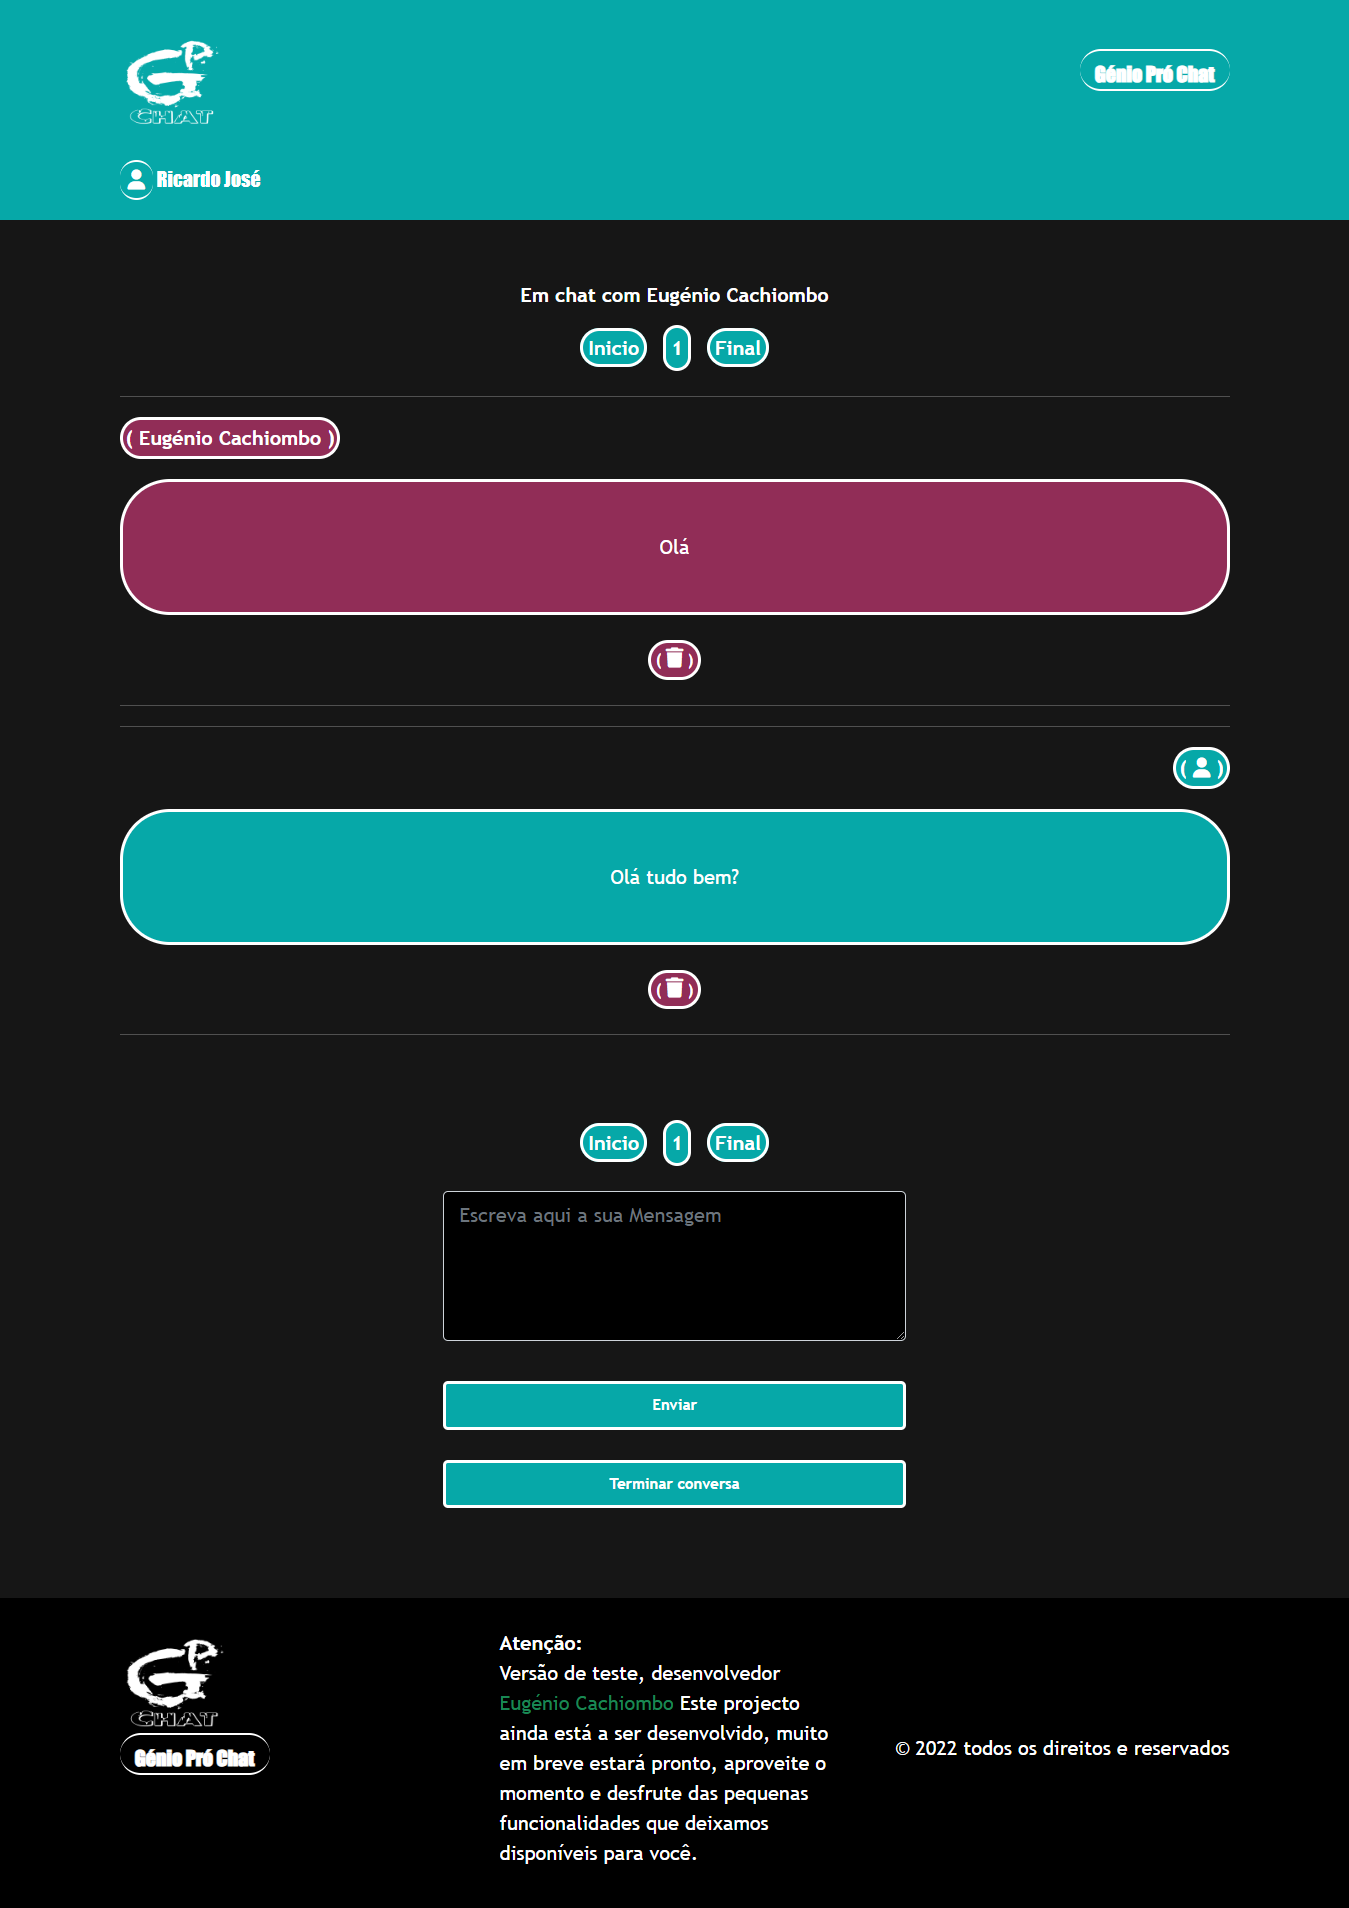 GP
CHAT
Génio Pró Chat
Ricardo José
Em chat com Eugénio Cachiombo
Inicio 1 Final
( Eugénio Cachiombo )
Olá
( )
( )
Olá tudo bem?
( )
Inicio 1 Final
Escreva aqui a sua Mensagem
Enviar
Terminar conversa
GP
CHAT
Génio Pró Chat
Atenção:
Versão de teste, desenvolvedor
Eugénio Cachiombo Este projecto
ainda está a ser desenvolvido, muito
em breve estará pronto, aproveite o
momento e desfrute das pequenas
funcionalidades que deixamos
disponíveis para você.
© 2022 todos os direitos e reservados